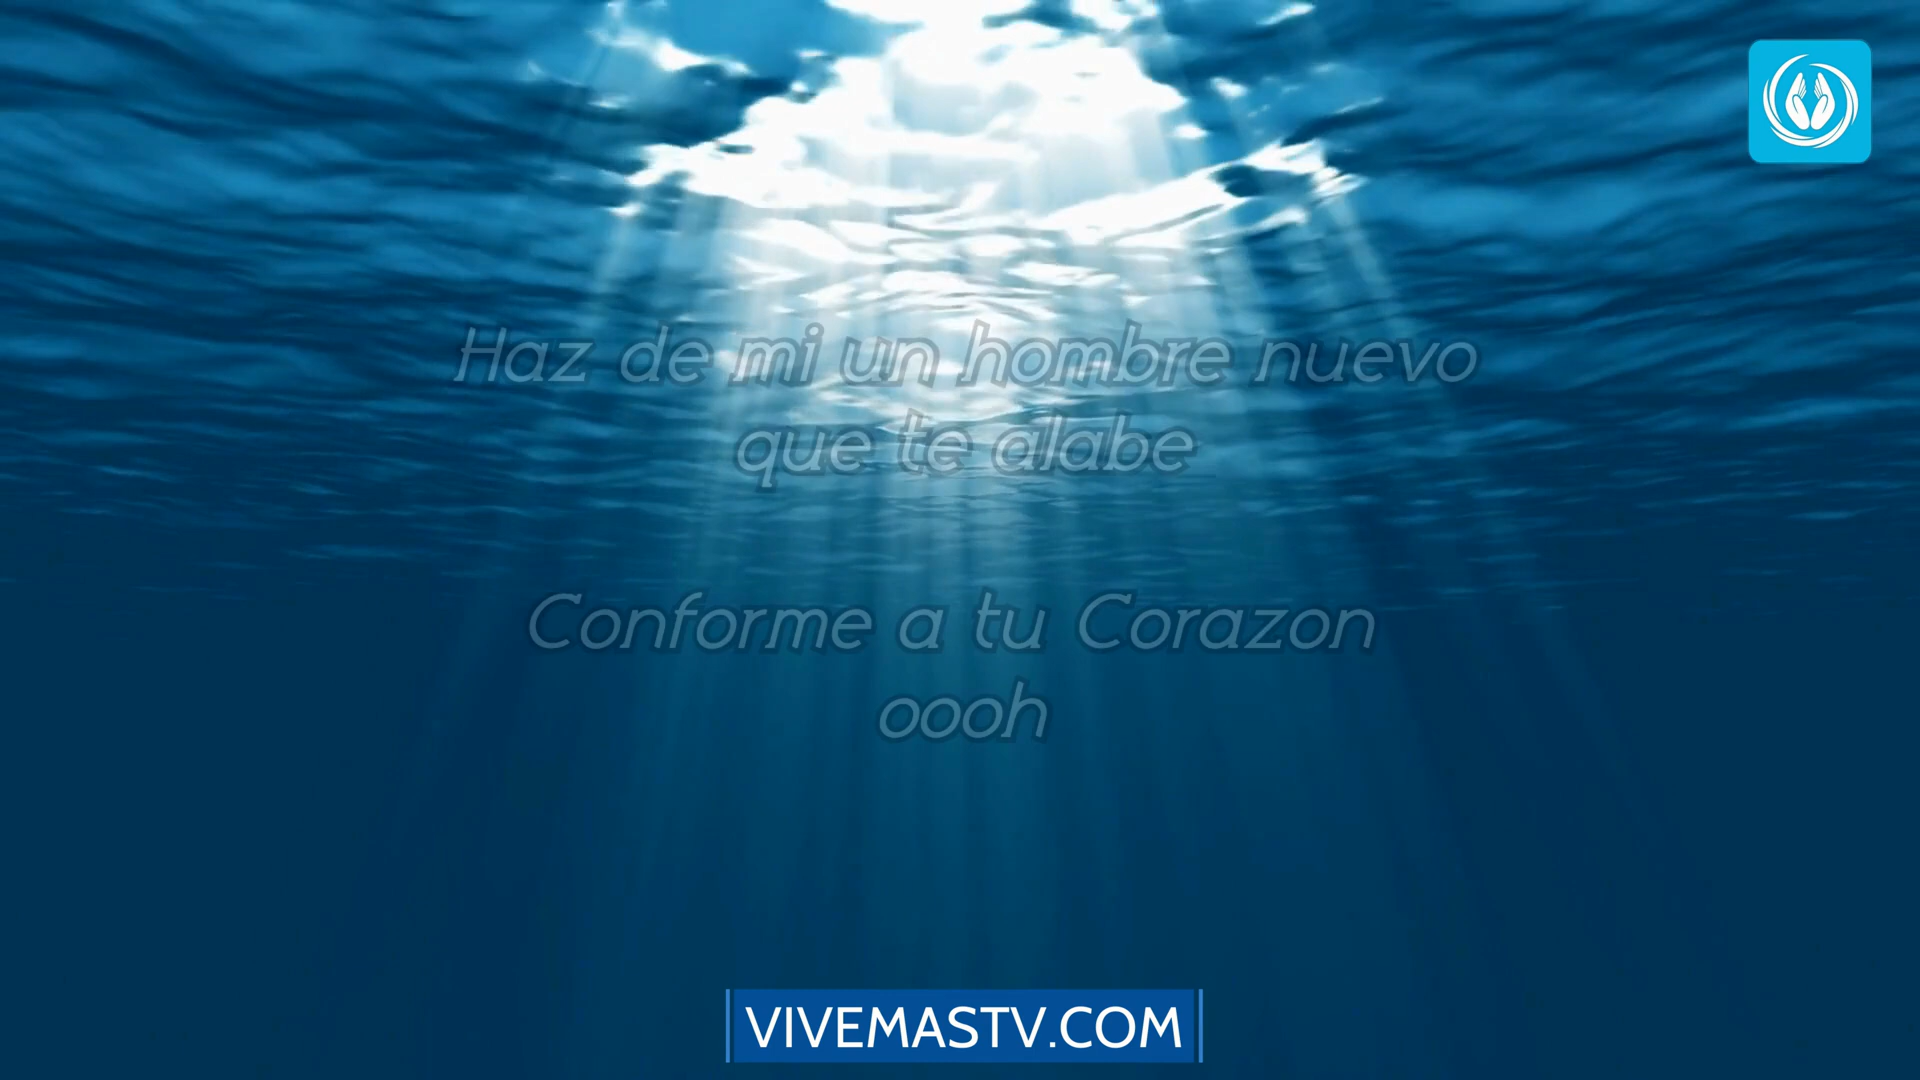 Haz de mi un hombre nuevo
que te alabe
Conforme a tu Corazon
oooh
VIVEMASTV.COM